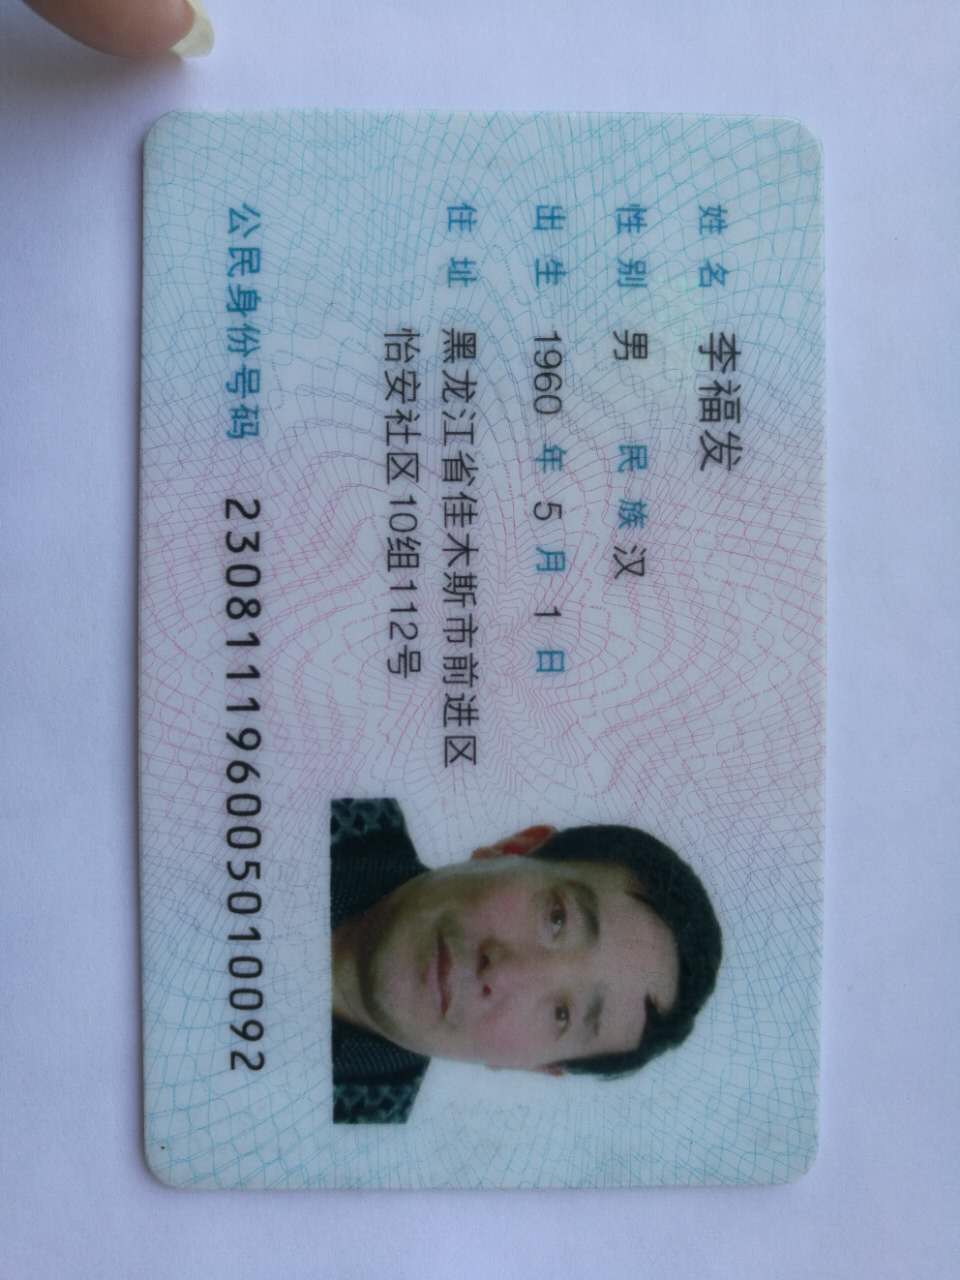 姓名 李福发
性别 男 民族 汉
出生 1960 年 5 月 1 日
住址 黑龙江省佳木斯市前进区
怡安社区10组112号
公民身份号码 230811196005010092